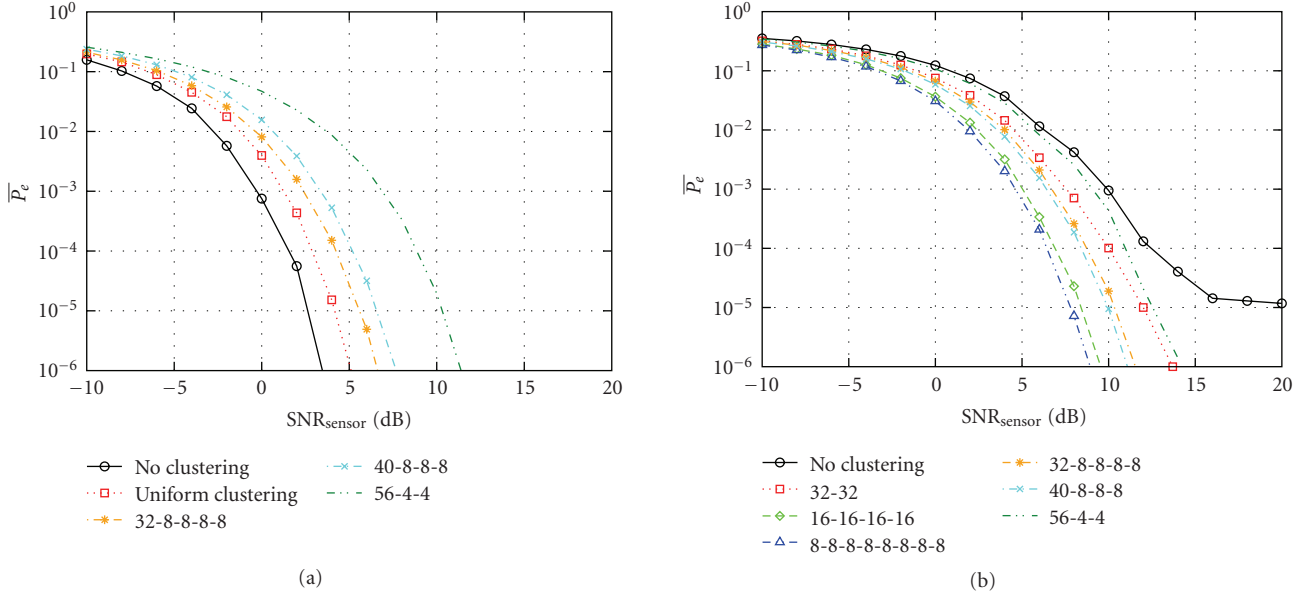 10^0
10^−1
10^−2
10^−3
10^−4
10^−5
10^−6
P̅_e
−10 −5 0 5 10 15 20
SNR_sensor (dB)
No clustering
Uniform clustering
32-8-8-8-8
40-8-8-8
56-4-4
(a)
10^0
10^−1
10^−2
10^−3
10^−4
10^−5
10^−6
P̅_e
−10 −5 0 5 10 15 20
SNR_sensor (dB)
No clustering
32-32
16-16-16-16
8-8-8-8-8-8-8-8
32-8-8-8-8
40-8-8-8
56-4-4
(b)